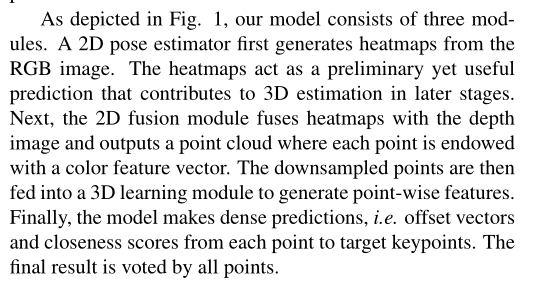 As depicted in Fig. 1, our model consists of three mod-
ules. A 2D pose estimator first generates heatmaps from the
RGB image. The heatmaps act as a preliminary yet useful
prediction that contributes to 3D estimation in later stages.
Next, the 2D fusion module fuses heatmaps with the depth
image and outputs a point cloud where each point is endowed
with a color feature vector. The downsampled points are then
fed into a 3D learning module to generate point-wise features.
Finally, the model makes dense predictions, i.e. offset vectors
and closeness scores from each point to target keypoints. The
final result is voted by all points.